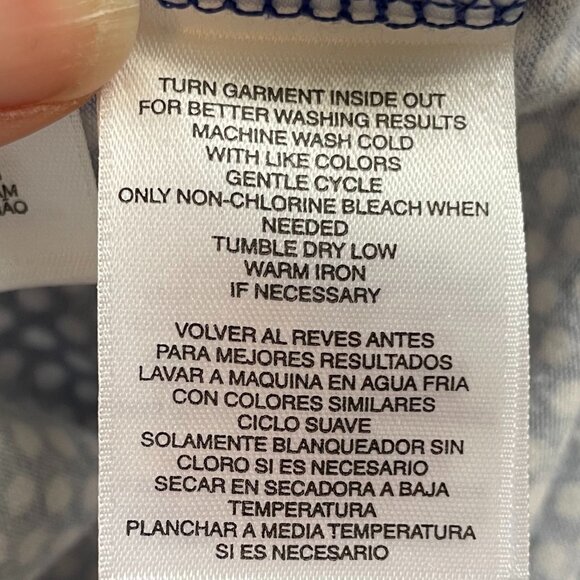 TURN GARMENT INSIDE OUT
FOR BETTER WASHING RESULTS
MACHINE WASH COLD
WITH LIKE COLORS
GENTLE CYCLE
ONLY NON-CHLORINE BLEACH WHEN
NEEDED
TUMBLE DRY LOW
WARM IRON
IF NECESSARY
VOLVER AL REVES ANTES
PARA MEJORES RESULTADOS
LAVAR A MAQUINA EN AGUA FRIA
CON COLORES SIMILARES
CICLO SUAVE
SOLAMENTE BLANQUEADOR SIN
CLORO SI ES NECESARIO
SECAR EN SECADORA A BAJA
TEMPERATURA
PLANCHAR A MEDIA TEMPERATURA
SI ES NECESARIO